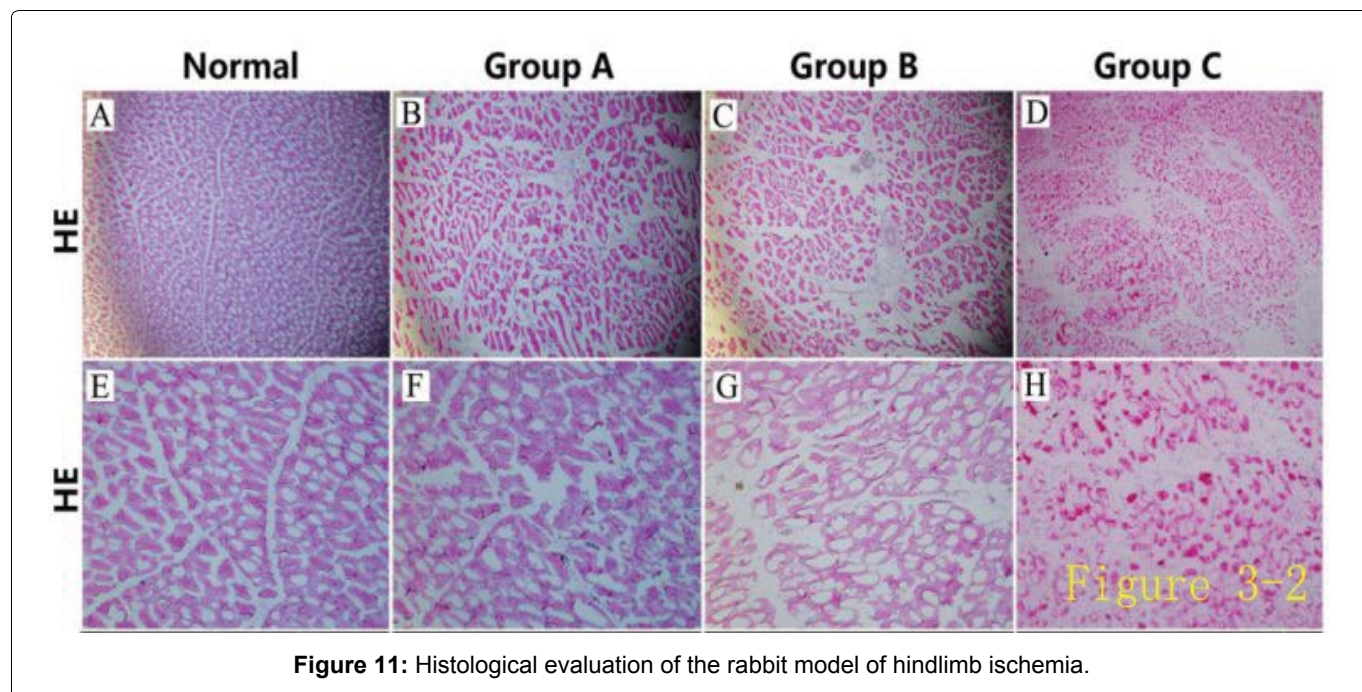 Normal Group A Group B Group C
HE
A B C D
HE
E F G H
Figure 3-2
Figure 11: Histological evaluation of the rabbit model of hindlimb ischemia.